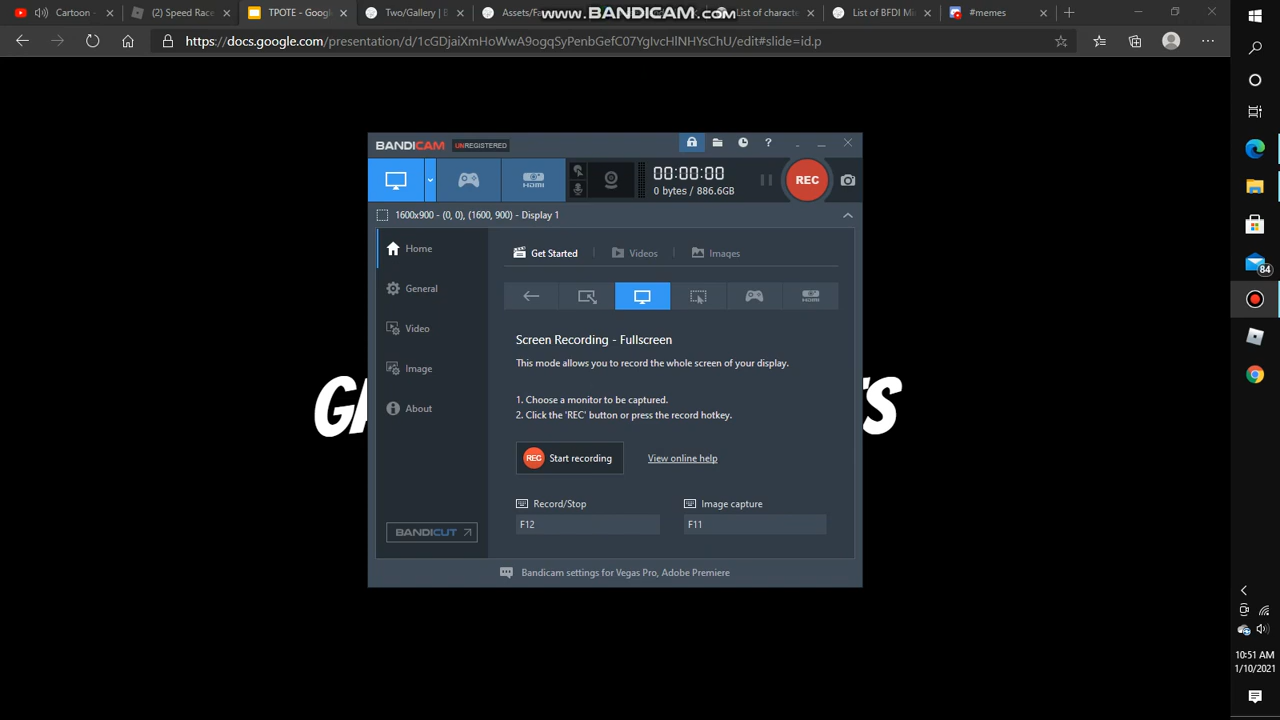 Cartoon
(2) Speed Race
TPOTE - Google
Two/Gallery | B
Assets/Fa
www.BANDICAM.com
List of characte
List of BFDI Mi
#memes
https://docs.google.com/presentation/d/1cGDjaiXmHoWwA9ogqSyPenbGefC07YgIvcHlNHYsChU/edit#slide=id.p
BANDICAM UNREGISTERED
HDMI
00:00:00
0 bytes / 886.6GB
REC
1600x900 - (0, 0), (1600, 900) - Display 1
Home
General
Video
Image
About
BANDICUT
Get Started
Videos
Images
HDMI
Screen Recording - Fullscreen
This mode allows you to record the whole screen of your display.
1. Choose a monitor to be captured.
2. Click the 'REC' button or press the record hotkey.
REC Start recording
View online help
Record/Stop
Image capture
F12
F11
Bandicam settings for Vegas Pro, Adobe Premiere
84
10:51 AM
1/10/2021